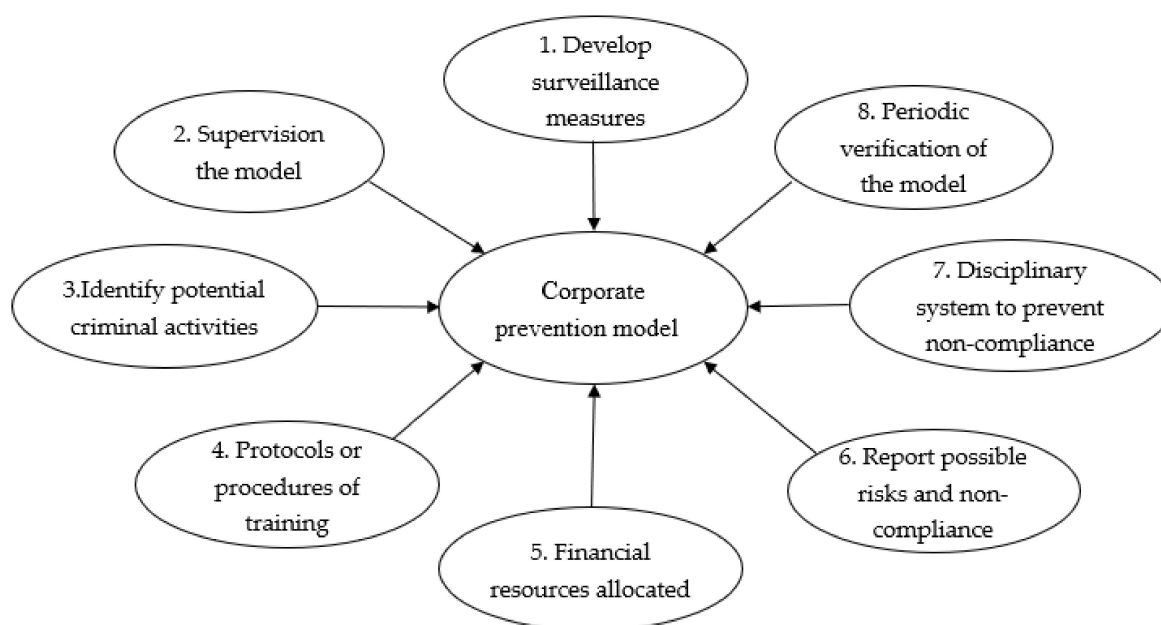 1. Develop
surveillance
measures
2. Supervision
the model
8. Periodic
verification of
the model
3.Identify potential
criminal activities
Corporate
prevention model
7. Disciplinary
system to prevent
non-compliance
4. Protocols or
procedures of
training
6. Report possible
risks and non-
compliance
5. Financial
resources allocated